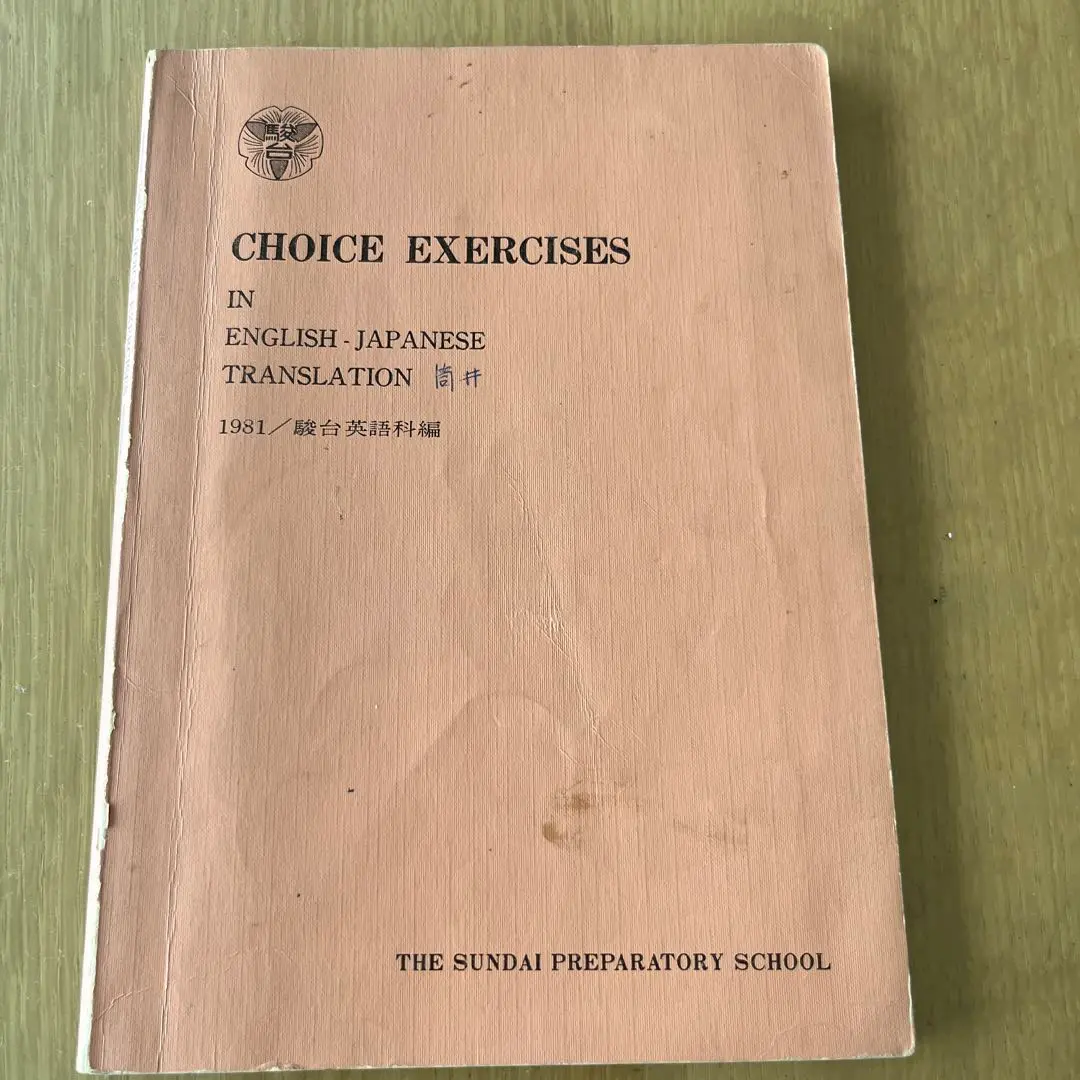 駿台
CHOICE EXERCISES
IN
ENGLISH - JAPANESE
TRANSLATION 筒井
1981／駿台英語科編
THE SUNDAI PREPARATORY SCHOOL